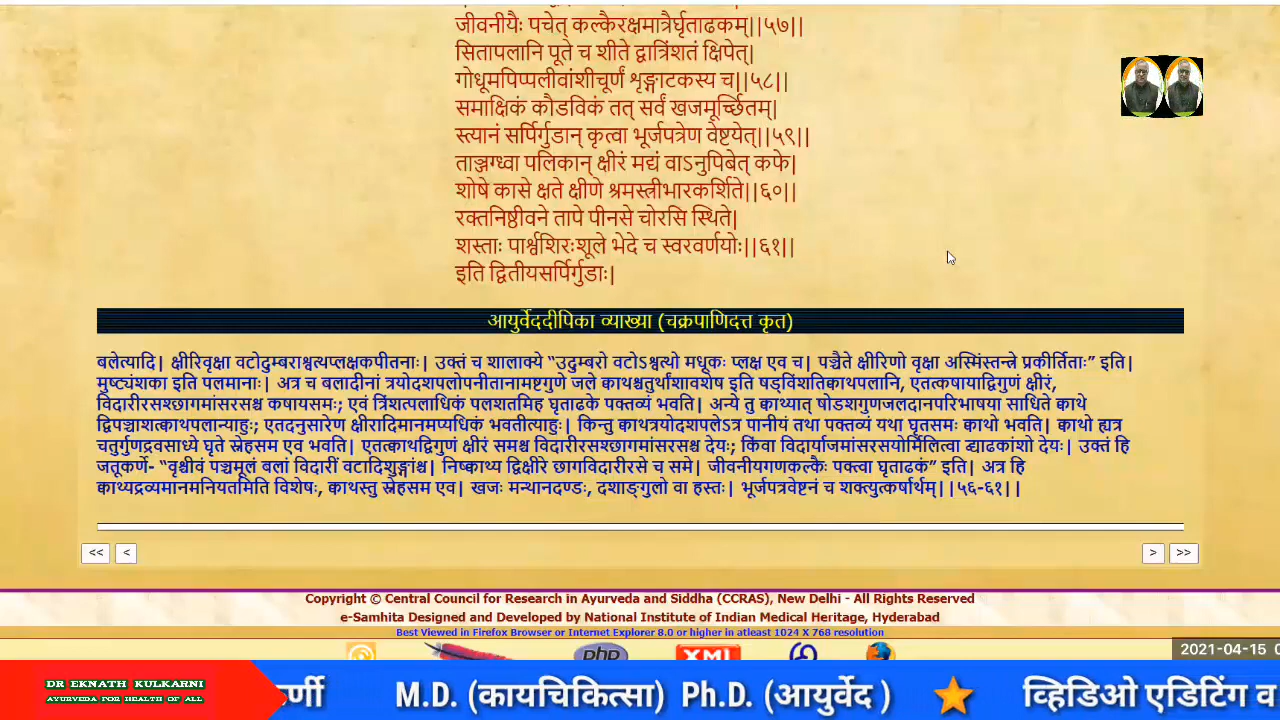 जीवनीयैः पचेत् कल्कैरक्षमात्रैर्घृताढकम्||५७||
सितापलानि पूते च शीते द्वात्रिंशतं क्षिपेत्|
गोधूमपिप्पलीवांशीचूर्णं शृङ्गाटकस्य च||५८||
समाक्षिकं कौडविकं तत् सर्वं खजमूर्च्छितम्|
स्त्यानं सर्पिर्गुडान् कृत्वा भूर्जपत्रेण वेष्टयेत्||५९||
ताञ्जग्ध्वा पलिकान् क्षीरं मद्यं वाऽनुपिबेत् कफे|
शोषे कासे क्षते क्षीणे श्रमस्त्रीभारकर्शिते||६०||
रक्तनिष्ठीवने तापे पीनसे चोरसि स्थिते|
शस्ताः पार्श्वशिरःशूले भेदे च स्वरवर्णयोः||६१||
इति द्वितीयसर्पिर्गुडाः|
आयुर्वेददीपिका व्याख्या (चक्रपाणिदत्त कृत)
बलेत्यादि| क्षीरिवृक्षा वटोदुम्बराश्वत्थप्लक्षकपीतनाः| उक्तं च शालाक्ये “उदुम्बरो वटोऽश्वत्थो मधूकः प्लक्ष एव च| पञ्चैते क्षीरिणो वृक्षा अस्मिंस्तन्त्रे प्रकीर्तिताः” इति|
मुष्ट्यंशका इति पलमानाः| अत्र च बलादीनां त्रयोदशपलोपनीतानामष्टगुणे जले क्वाथश्चतुर्थांशावशेष इति षड्विंशतिक्वाथपलानि, एतत्कषायाद्विगुणं क्षीरं,
विदारीरसश्छागमांसरसश्च कषायसमः; एवं त्रिंशत्पलाधिकं पलशतमिह घृताढके पक्तव्यं भवति| अन्ये तु क्वाथ्यात् षोडशगुणजलदानपरिभाषया साधिते क्वाथे
द्विपञ्चाशत्क्वाथपलान्याहुः; एतदनुसारेण क्षीरादिमानमप्यधिकं भवतीत्याहुः| किन्तु क्वाथत्रयोदशपलेऽत्र पानीयं तथा पक्तव्यं यथा घृतसमः क्वाथो भवति| क्वाथो ह्यत्र
चतुर्गुणद्रवसाध्ये घृते स्नेहसम एव भवति| एतत्क्वाथद्विगुणं क्षीरं समश्च विदारीरसश्छागमांसरसश्च देयः; किंवा विदार्याजमांसरसयोर्मिलित्वा द्व्याढकांशो देयः| उक्तं हि
जतूकर्णे- “वृश्चीवं पञ्चमूलं बलां विदारीं वटादिशुङ्गांश्च| निष्क्वाथ्य द्विक्षीरे छागविदारीरसे च समे| जीवनीयगणकल्कैः पक्त्वा घृताढकं” इति| अत्र हि
क्वाथ्यद्रव्यमानमनियतमिति विशेषः, क्वाथस्तु स्नेहसम एव| खजः मन्थानदण्डः, दशाङ्गुलो वा हस्तः| भूर्जपत्रवेष्टनं च शक्त्युत्कर्षार्थम्||५६-६१||
<< < > >>
Copyright © Central Council for Research in Ayurveda and Siddha (CCRAS), New Delhi - All Rights Reserved
e-Samhita Designed and Developed by National Institute of Indian Medical Heritage, Hyderabad
Best Viewed in Firefox Browser or Internet Explorer 8.0 or higher in atleast 1024 X 768 resolution
php XML
2021-04-15
DR EKNATH KULKARNI
AYURVEDA FOR HEALTH OF ALL
M.D. (कायचिकित्सा) Ph.D. (आयुर्वेद ) व्हिडिओ एडिटिंग व